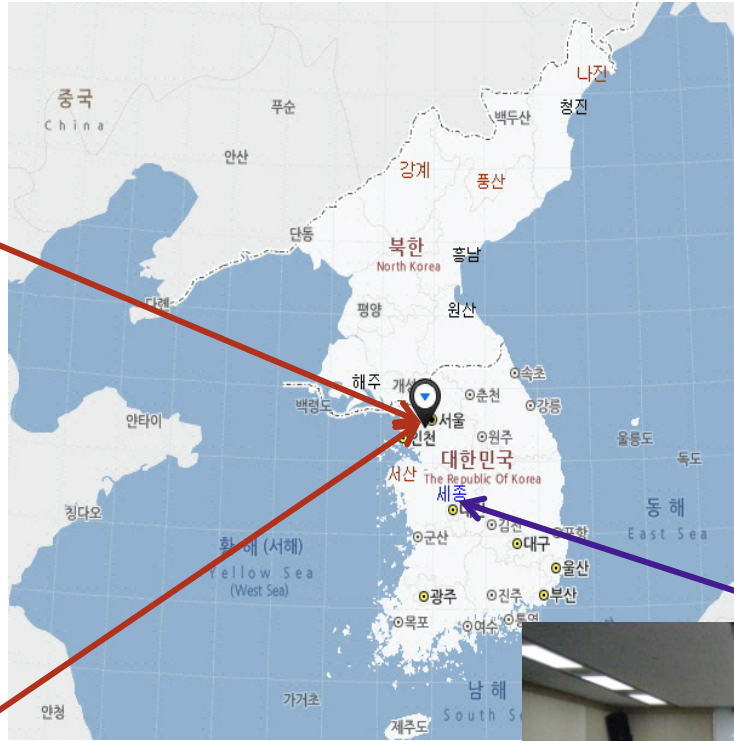 나진
중국
China
푸순
청진
백두산
안산
강계
풍산
단동
북한
North Korea
흥남
다롄
평양
원산
해주
개성
속초
춘천
백령도
강릉
얀타이
서울
인천
원주
울릉도
대한민국
The Republic Of Korea
독도
서산
세종
칭다오
동해
East Sea
김천
군산
포항
대구
황해(서해)
Yellow Sea
(West Sea)
울산
광주
진주
부산
목포
여수
통영
남해
South Se
가거초
얀청
제주도